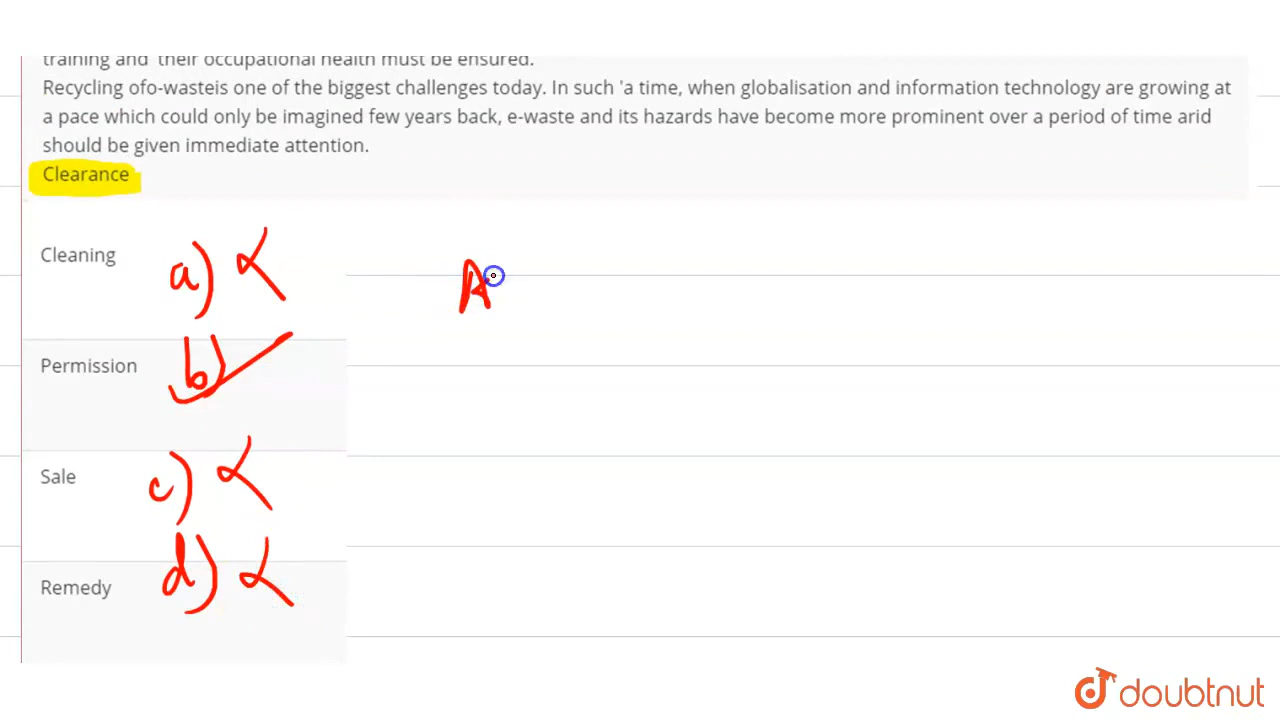 training and their occupational health must be ensured.
Recycling ofo-wasteis one of the biggest challenges today. In such 'a time, when globalisation and information technology are growing at
a pace which could only be imagined few years back, e-waste and its hazards have become more prominent over a period of time arid
should be given immediate attention.
Clearance
Cleaning
a)
A
Permission
b)
Sale
c)
Remedy
d)
doubtnut